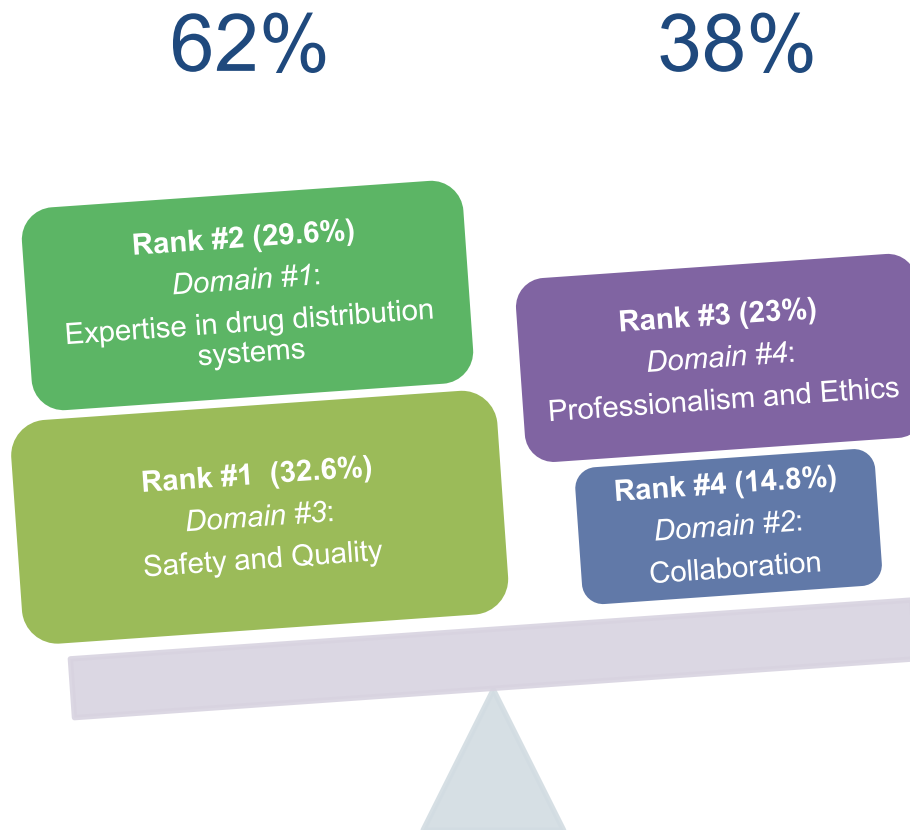 62%
38%
Rank #2 (29.6%)
Domain #1:
Expertise in drug distribution
systems
Rank #1  (32.6%)
Domain #3:
Safety and Quality
Rank #3 (23%)
Domain #4:
Professionalism and Ethics
Rank #4 (14.8%)
Domain #2:
Collaboration